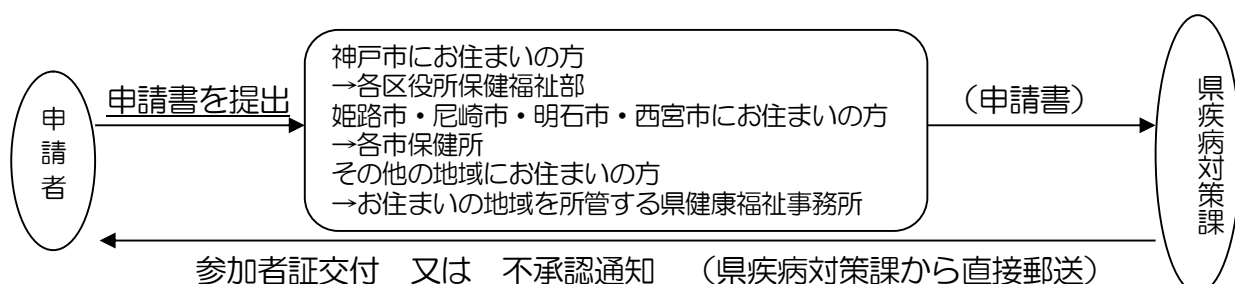 申請者
申請書を提出
神戸市にお住まいの方
→各区役所保健福祉部
姫路市・尼崎市・明石市・西宮市にお住まいの方
→各市保健所
その他の地域にお住まいの方
→お住まいの地域を所管する県健康福祉事務所
（申請書）
県疾病対策課
参加者証交付　又は　不承認通知　（県疾病対策課から直接郵送）